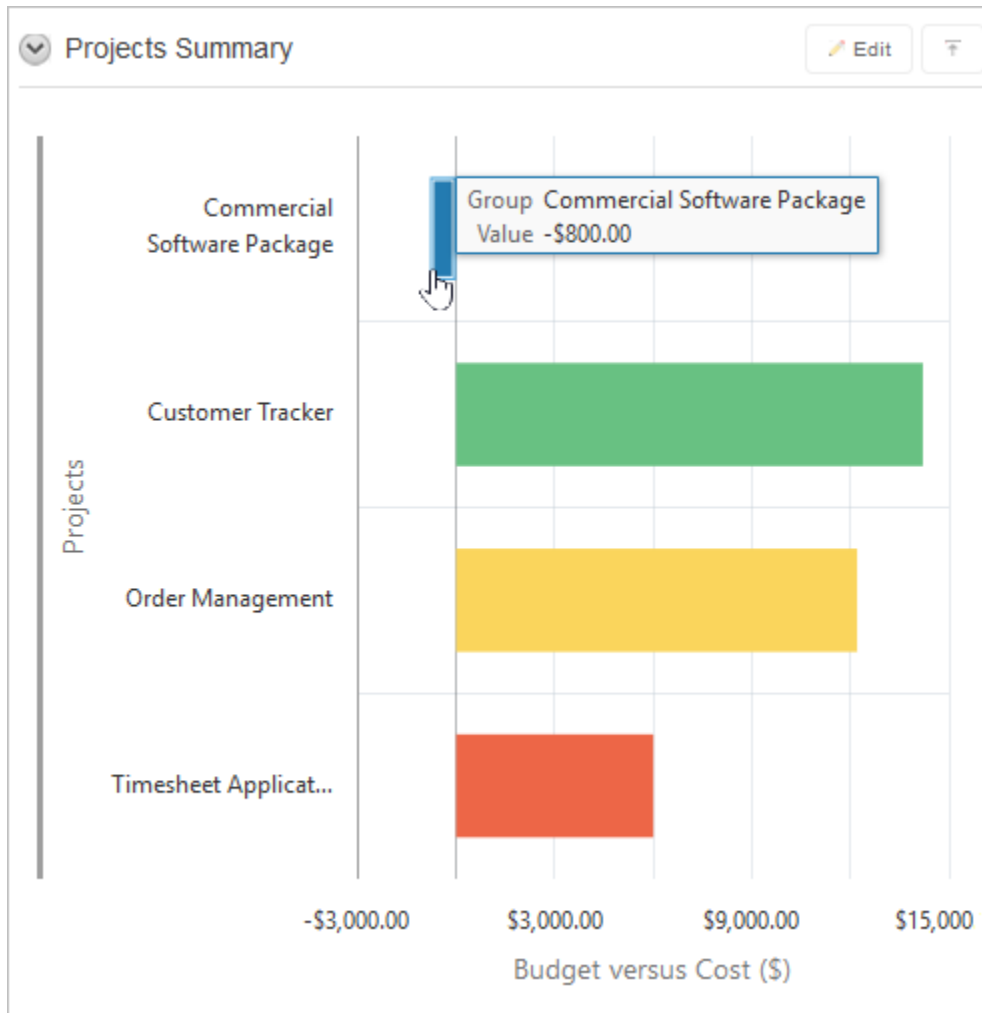 Projects Summary
Edit
Commercial
Software Package
Group Commercial Software Package
Value -$800.00
Customer Tracker
Projects
Order Management
Timesheet Applicat...
-$3,000.00 $3,000.00 $9,000.00 $15,000
Budget versus Cost ($)